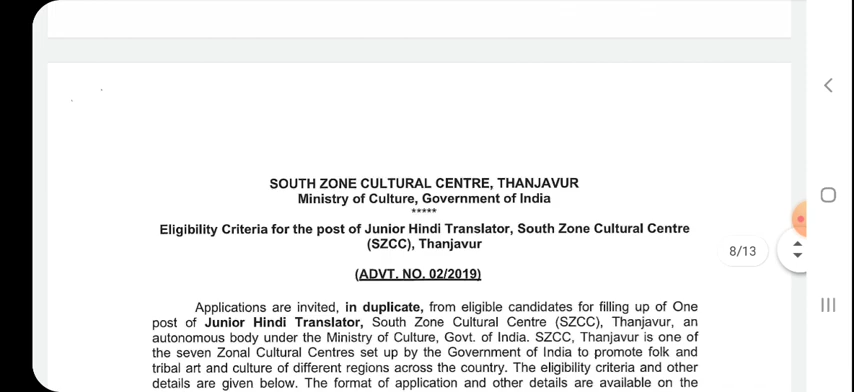 SOUTH ZONE CULTURAL CENTRE, THANJAVUR
Ministry of Culture, Government of India
*****
Eligibility Criteria for the post of Junior Hindi Translator, South Zone Cultural Centre
(SZCC), Thanjavur
(ADVT. NO. 02/2019)
8/13
Applications are invited, in duplicate, from eligible candidates for filling up of One
post of Junior Hindi Translator, South Zone Cultural Centre (SZCC), Thanjavur, an
autonomous body under the Ministry of Culture, Govt. of India. SZCC, Thanjavur is one of
the seven Zonal Cultural Centres set up by the Government of India to promote folk and
tribal art and culture of different regions across the country. The eligibility criteria and other
details are given below. The format of application and other details are available on the